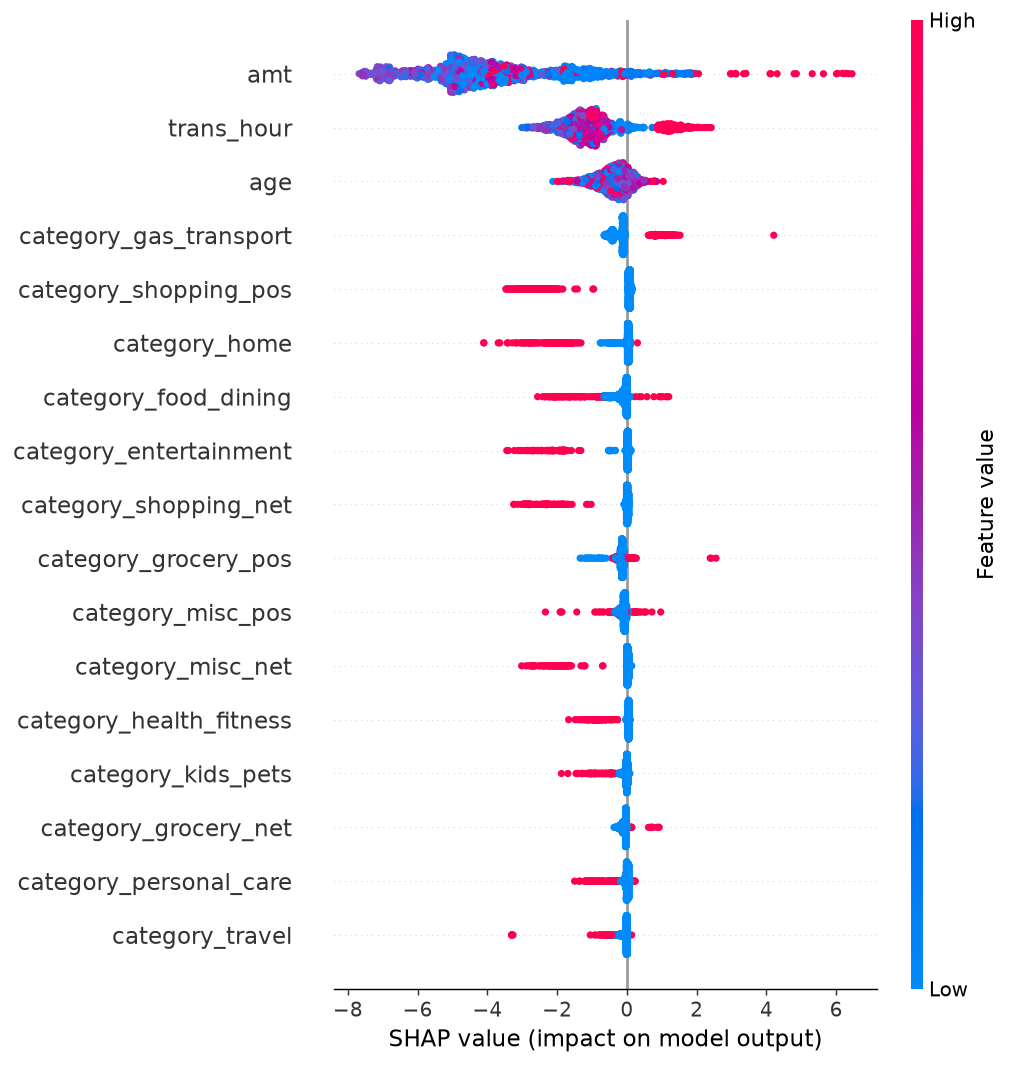 High
amt
trans_hour
age
category_gas_transport
category_shopping_pos
category_home
category_food_dining
category_entertainment
category_shopping_net
category_grocery_pos
category_misc_pos
category_misc_net
category_health_fitness
category_kids_pets
category_grocery_net
category_personal_care
category_travel
Feature value
Low
−8 −6 −4 −2 0 2 4 6
SHAP value (impact on model output)